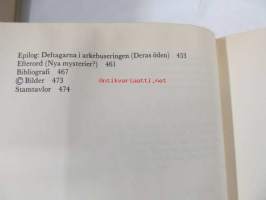 Epilog: Deltagarna i arkebuseringen (Deras öden) 453
Efterord (Nya mysterier?) 461
Bibliografi 467
© Bilder 473
Stamtavlor 474
antikvariaatti.net